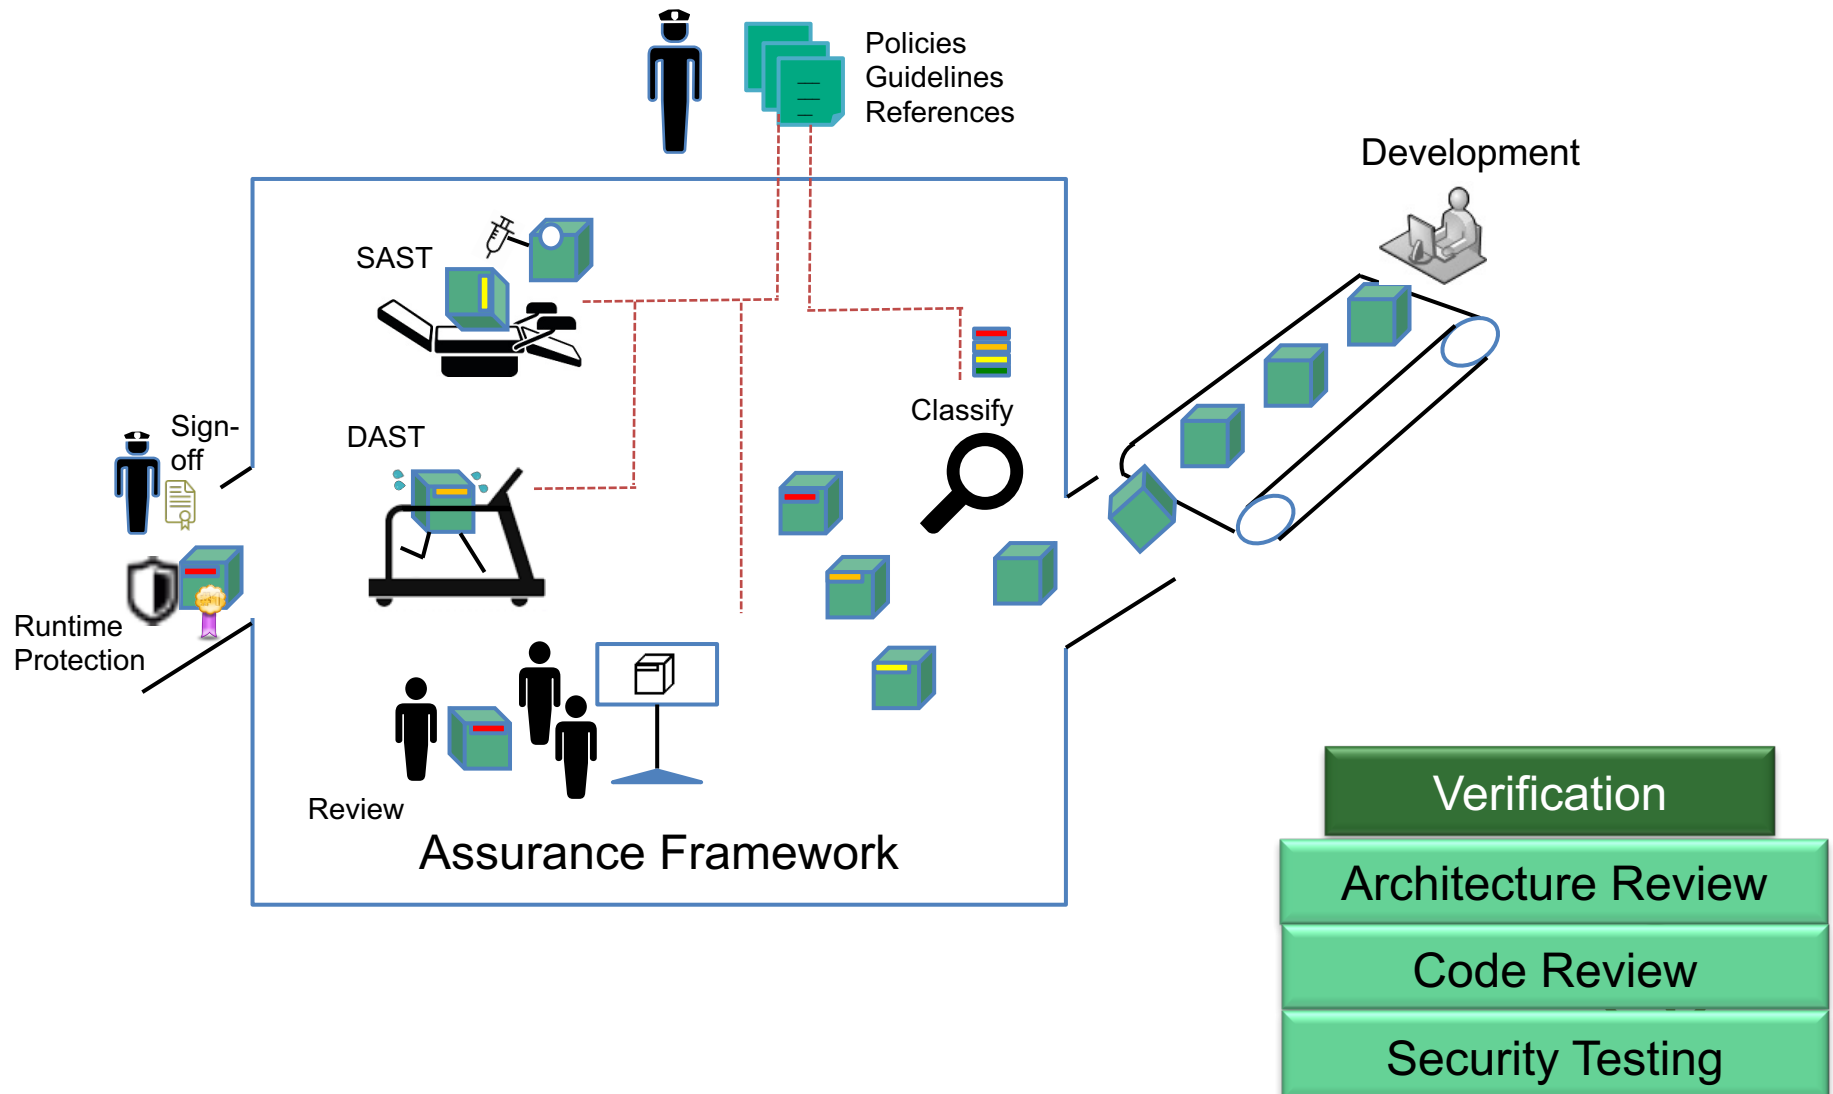 Policies
Guidelines
References
Development
SAST
Classify
Sign-
off
DAST
Runtime
Protection
Review
Assurance Framework
Verification
Architecture Review
Code Review
Security Testing